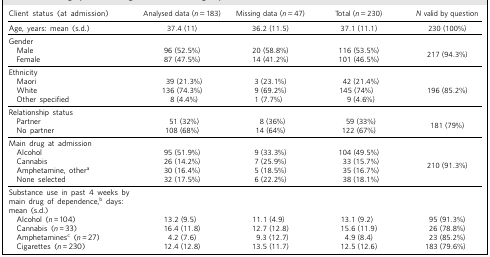 Client status (at admission) Analysed data (n = 183) Missing data (n = 47) Total (n = 230) N valid by question
Age, years: mean (s.d.) 37.4 (11) 36.2 (11.5) 37.1 (11.1) 230 (100%)
Gender
Male 96 (52.5%) 20 (58.8%) 116 (53.5%)
217 (94.3%)
Female 87 (47.5%) 14 (41.2%) 101 (46.5%)
Ethnicity
Maori 39 (21.3%) 3 (23.1%) 42 (21.4%)
White 136 (74.3%) 9 (69.2%) 145 (74%) 196 (85.2%)
Other specified 8 (4.4%) 1 (7.7%) 9 (4.6%)
Relationship status
Partner 51 (32%) 8 (36%) 59 (33%)
181 (79%)
No partner 108 (68%) 14 (64%) 122 (67%)
Main drug at admission
Alcohol 95 (51.9%) 9 (33.3%) 104 (49.5%)
Cannabis 26 (14.2%) 7 (25.9%) 33 (15.7%)
210 (91.3%)
Amphetamine, otherᵃ 30 (16.4%) 5 (18.5%) 35 (16.7%)
None selected 32 (17.5%) 6 (22.2%) 38 (18.1%)
Substance use in past 4 weeks by
main drug of dependence,ᵇ days:
mean (s.d.)
Alcohol (n = 104) 13.2 (9.5) 11.1 (4.9) 13.1 (9.2) 95 (91.3%)
Cannabis (n = 33) 16.4 (11.8) 12.7 (12.8) 15.6 (11.9) 26 (78.8%)
Amphetaminesᶜ (n = 27) 4.2 (7.6) 9.3 (12.7) 4.9 (8.4) 23 (85.2%)
Cigarettes (n = 230) 12.4 (12.8) 13.5 (11.7) 12.5 (12.6) 183 (79.6%)